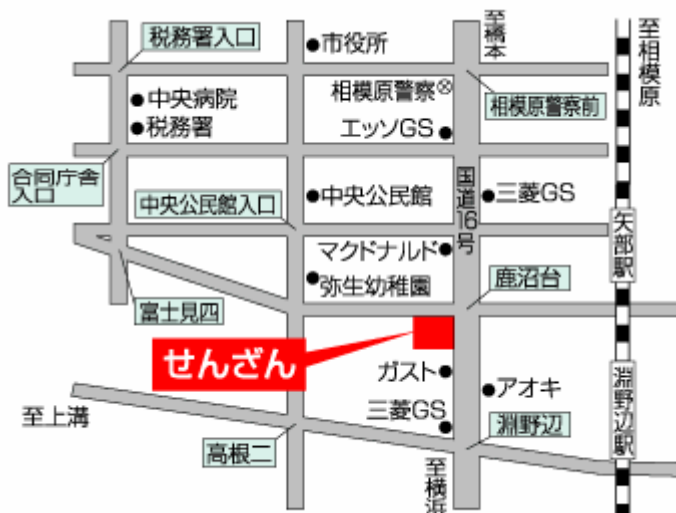 税務署入口
市役所
至橋本
至相模原
中央病院
税務署
相模原警察
相模原警察前
エッソGS
合同庁舎
入口
中央公民館入口
中央公民館
国道16号
三菱GS
矢部駅
マクドナルド
弥生幼稚園
鹿沼台
富士見四
せんざん
ガスト
アオキ
淵野辺駅
至上溝
三菱GS
淵野辺
高根二
至横浜